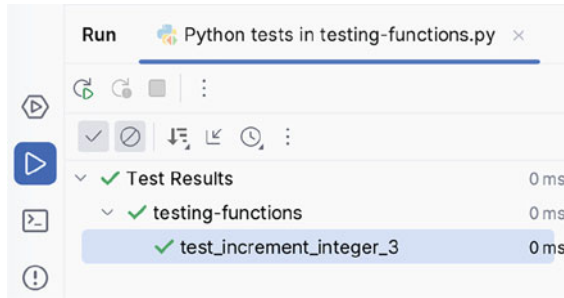 Run Python tests in testing-functions.py
Test Results 0 ms
testing-functions 0 ms
test_increment_integer_3 0 ms